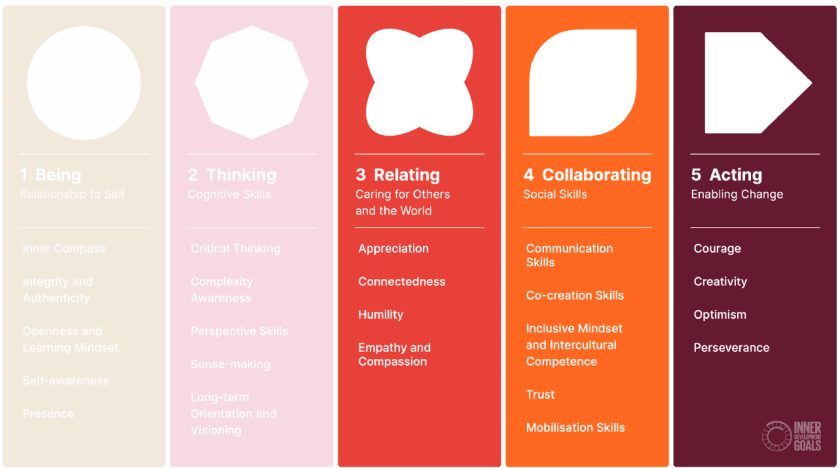 1 Being
Relationship to Self
Inner Compass
Integrity and
Authenticity
Openness and
Learning Mindset
Self-awareness
Presence
2 Thinking
Cognitive Skills
Critical Thinking
Complexity
Awareness
Perspective Skills
Sense-making
Long-term
Orientation and
Visioning
3 Relating
Caring for Others
and the World
Appreciation
Connectedness
Humility
Empathy and
Compassion
4 Collaborating
Social Skills
Communication
Skills
Co-creation Skills
Inclusive Mindset
and Intercultural
Competence
Trust
Mobilisation Skills
5 Acting
Enabling Change
Courage
Creativity
Optimism
Perseverance
INNER
DEVELOPMENT
GOALS